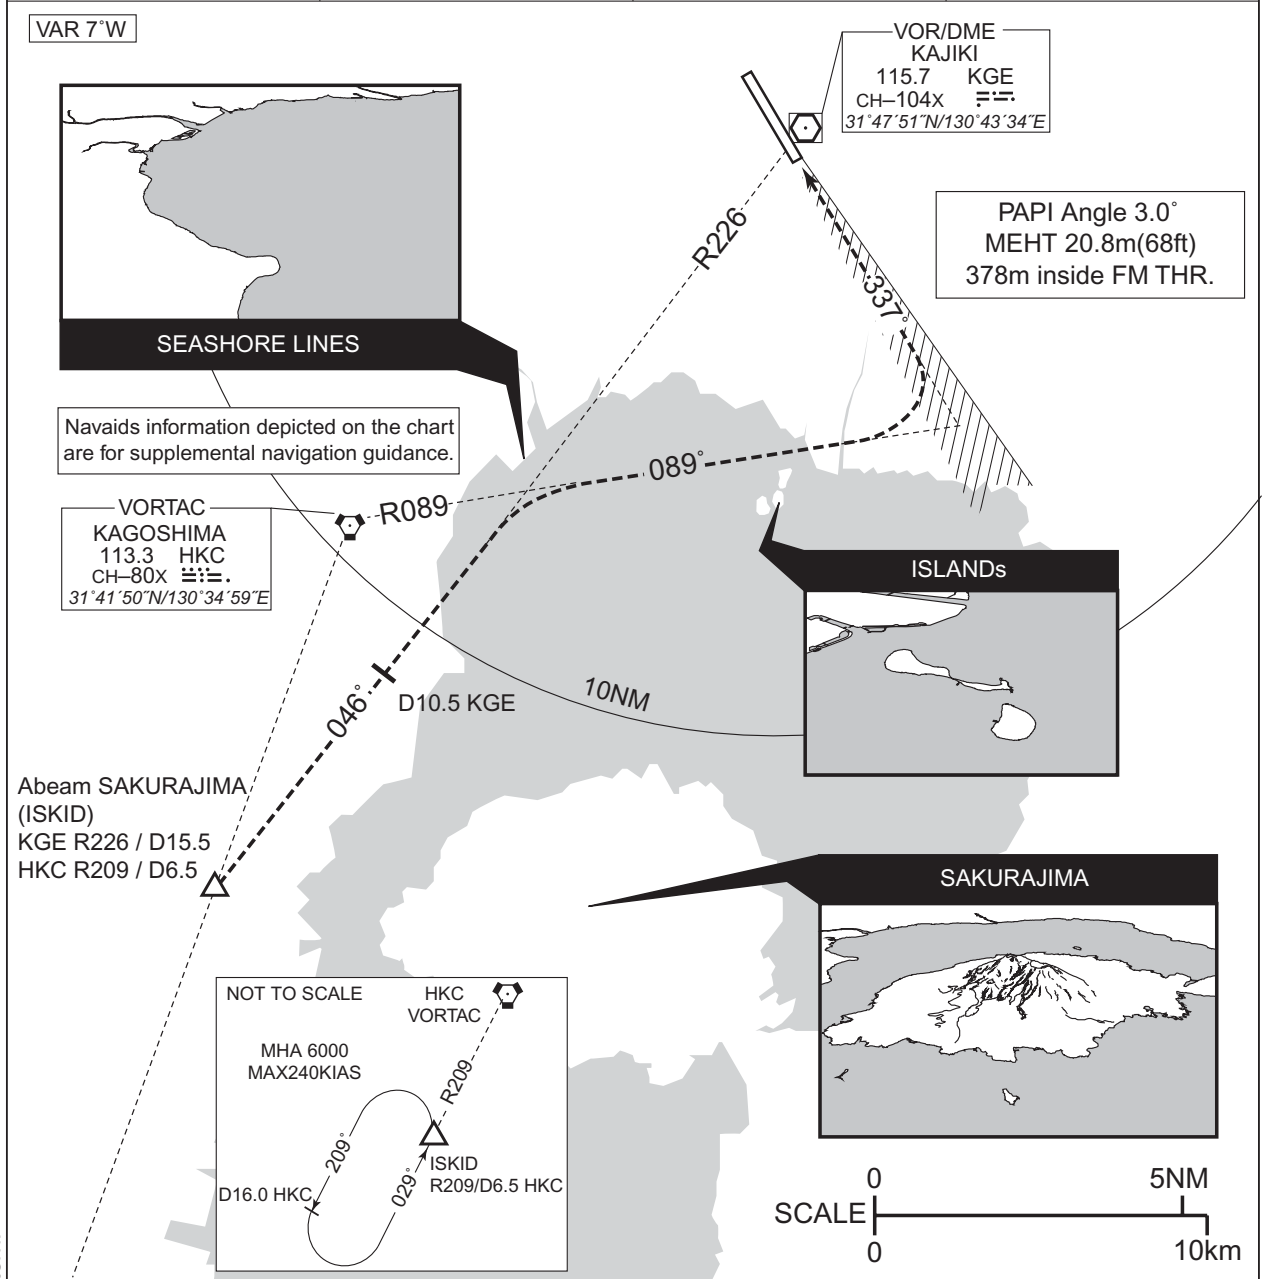 VAR 7˚W
VOR/DME
KAJIKI
115.7 KGE
CH–104X
31˚47´51˝N/130˚43´34˝E
PAPI Angle 3.0˚
MEHT 20.8m(68ft)
378m inside FM THR.
R226
337˚
SEASHORE LINES
Navaids information depicted on the chart
are for supplemental navigation guidance.
089˚
R089
VORTAC
KAGOSHIMA
113.3 HKC
CH–80X
31˚41´50˝N/130˚34´59˝E
ISLANDs
10NM
046˚
D10.5 KGE
Abeam SAKURAJIMA
(ISKID)
KGE R226 / D15.5
HKC R209 / D6.5
SAKURAJIMA
NOT TO SCALE
HKC
VORTAC
MHA 6000
MAX240KIAS
R209
209˚
029˚
ISKID
R209/D6.5 HKC
D16.0 HKC
0
5NM
SCALE
0
10km